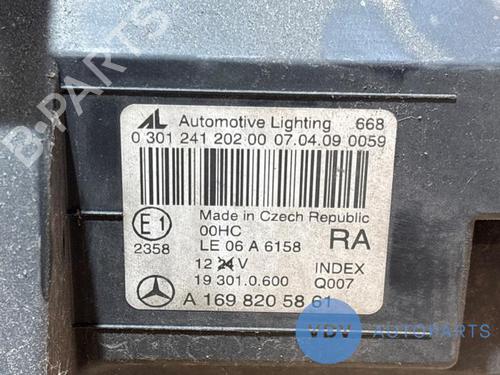 AL Automotive Lighting 668
0 301 241 202 00 07.04.09 0059
E1
2358
Made in Czech Republic
00HC
LE 06 A 6158 RA
12 24 V INDEX
19 301.0.600 Q007
A 169 820 58 61
B-PARTS
VDV AUTOPARTS